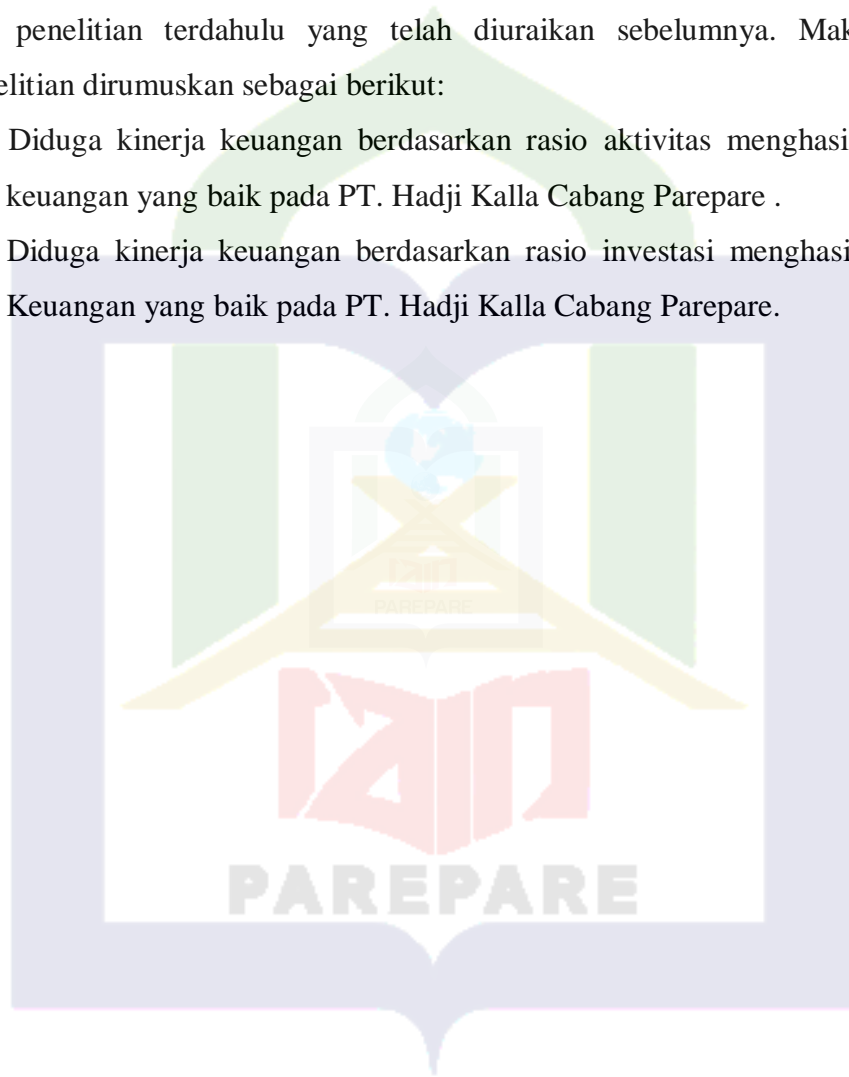 penelitian terdahulu yang telah diuraikan sebelumnya. Mak
elitian dirumuskan sebagai berikut:
Diduga kinerja keuangan berdasarkan rasio aktivitas menghasi
keuangan yang baik pada PT. Hadji Kalla Cabang Parepare .
Diduga kinerja keuangan berdasarkan rasio investasi menghasi
Keuangan yang baik pada PT. Hadji Kalla Cabang Parepare.
PAREPARE
PAREPARE